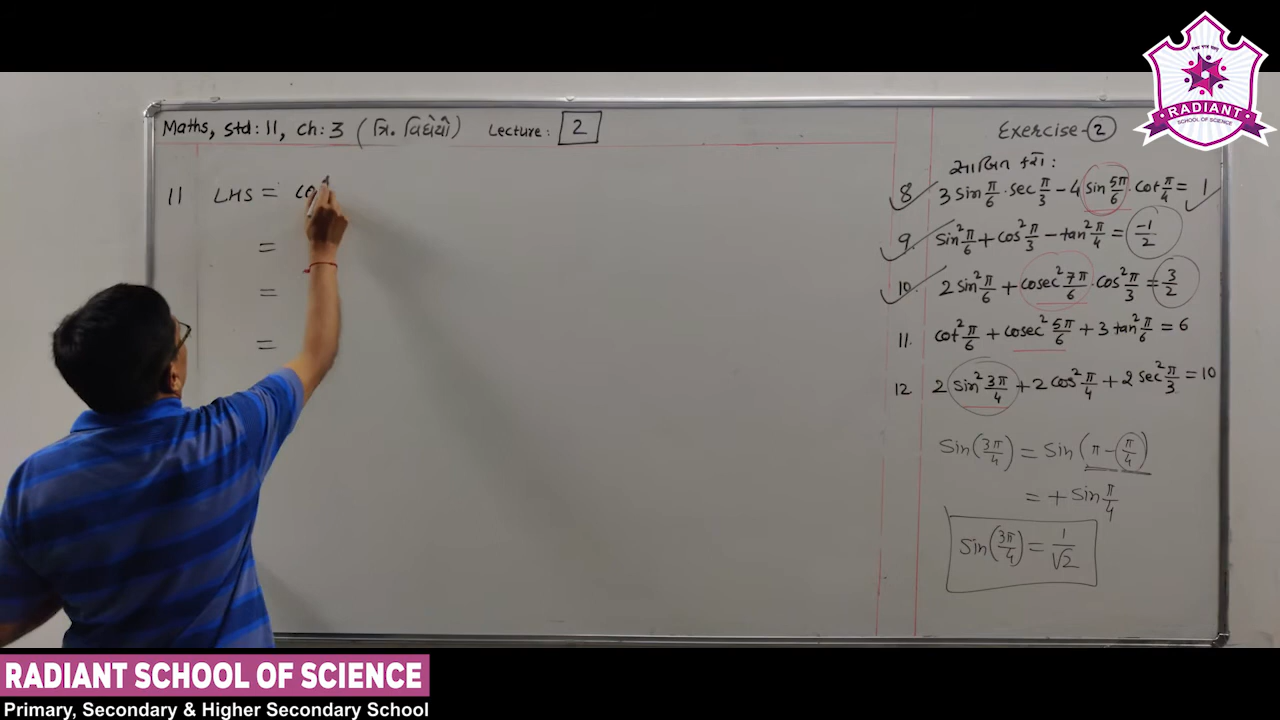 Maths, Std: 11, Ch: 3 (ત્રિ. વિધેયો) Lecture: 2
11 LHS = co
=
=
=
Exercise-2
સાબિત કરો:
8 3 sin π/6 · sec π/3 − 4 sin 5π/6 · cot π/4 = 1
9. sin² π/6 + cos² π/3 − tan² π/4 = −1/2
10. 2 sin² π/6 + cosec² 7π/6 · cos² π/3 = 3/2
11. cot² π/6 + cosec² 5π/6 + 3 tan² π/6 = 6
12 2 sin² 3π/4 + 2 cos² π/4 + 2 sec² π/3 = 10
Sin(3π/4) = Sin(π − π/4)
= + Sin π/4
Sin(3π/4) = 1/√2
RADIANT
SCHOOL OF SCIENCE
RADIANT SCHOOL OF SCIENCE
Primary, Secondary & Higher Secondary School